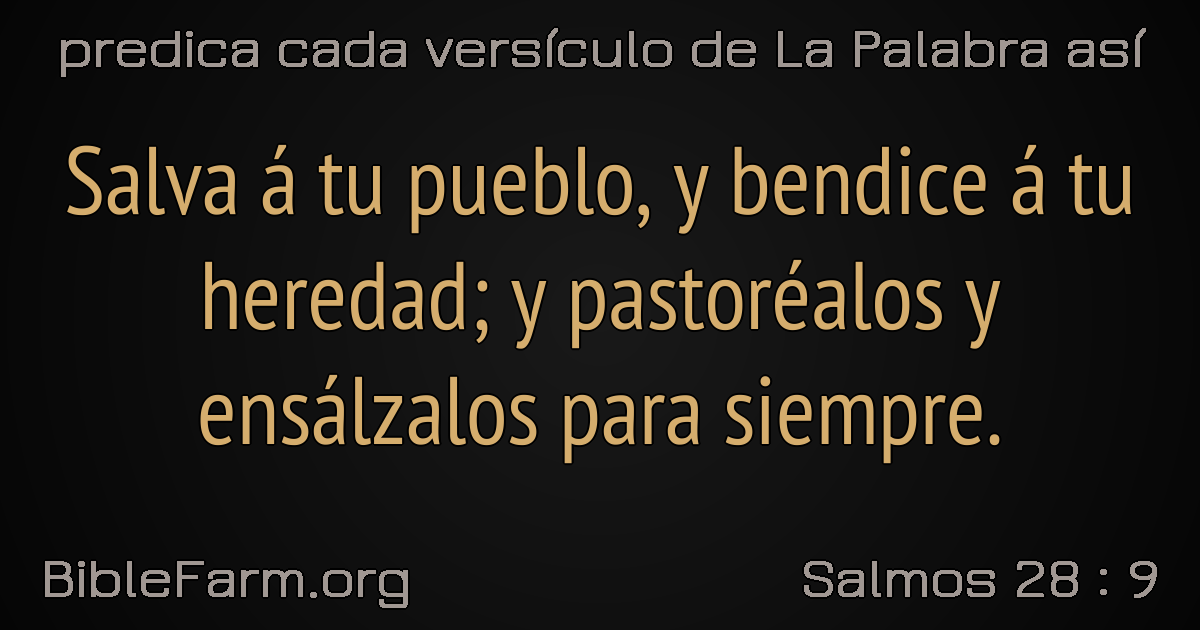 predica cada versículo de La Palabra así
Salva á tu pueblo, y bendice á tu
heredad; y pastoréalos y
ensálzalos para siempre.
BibleFarm.org
Salmos 28 : 9